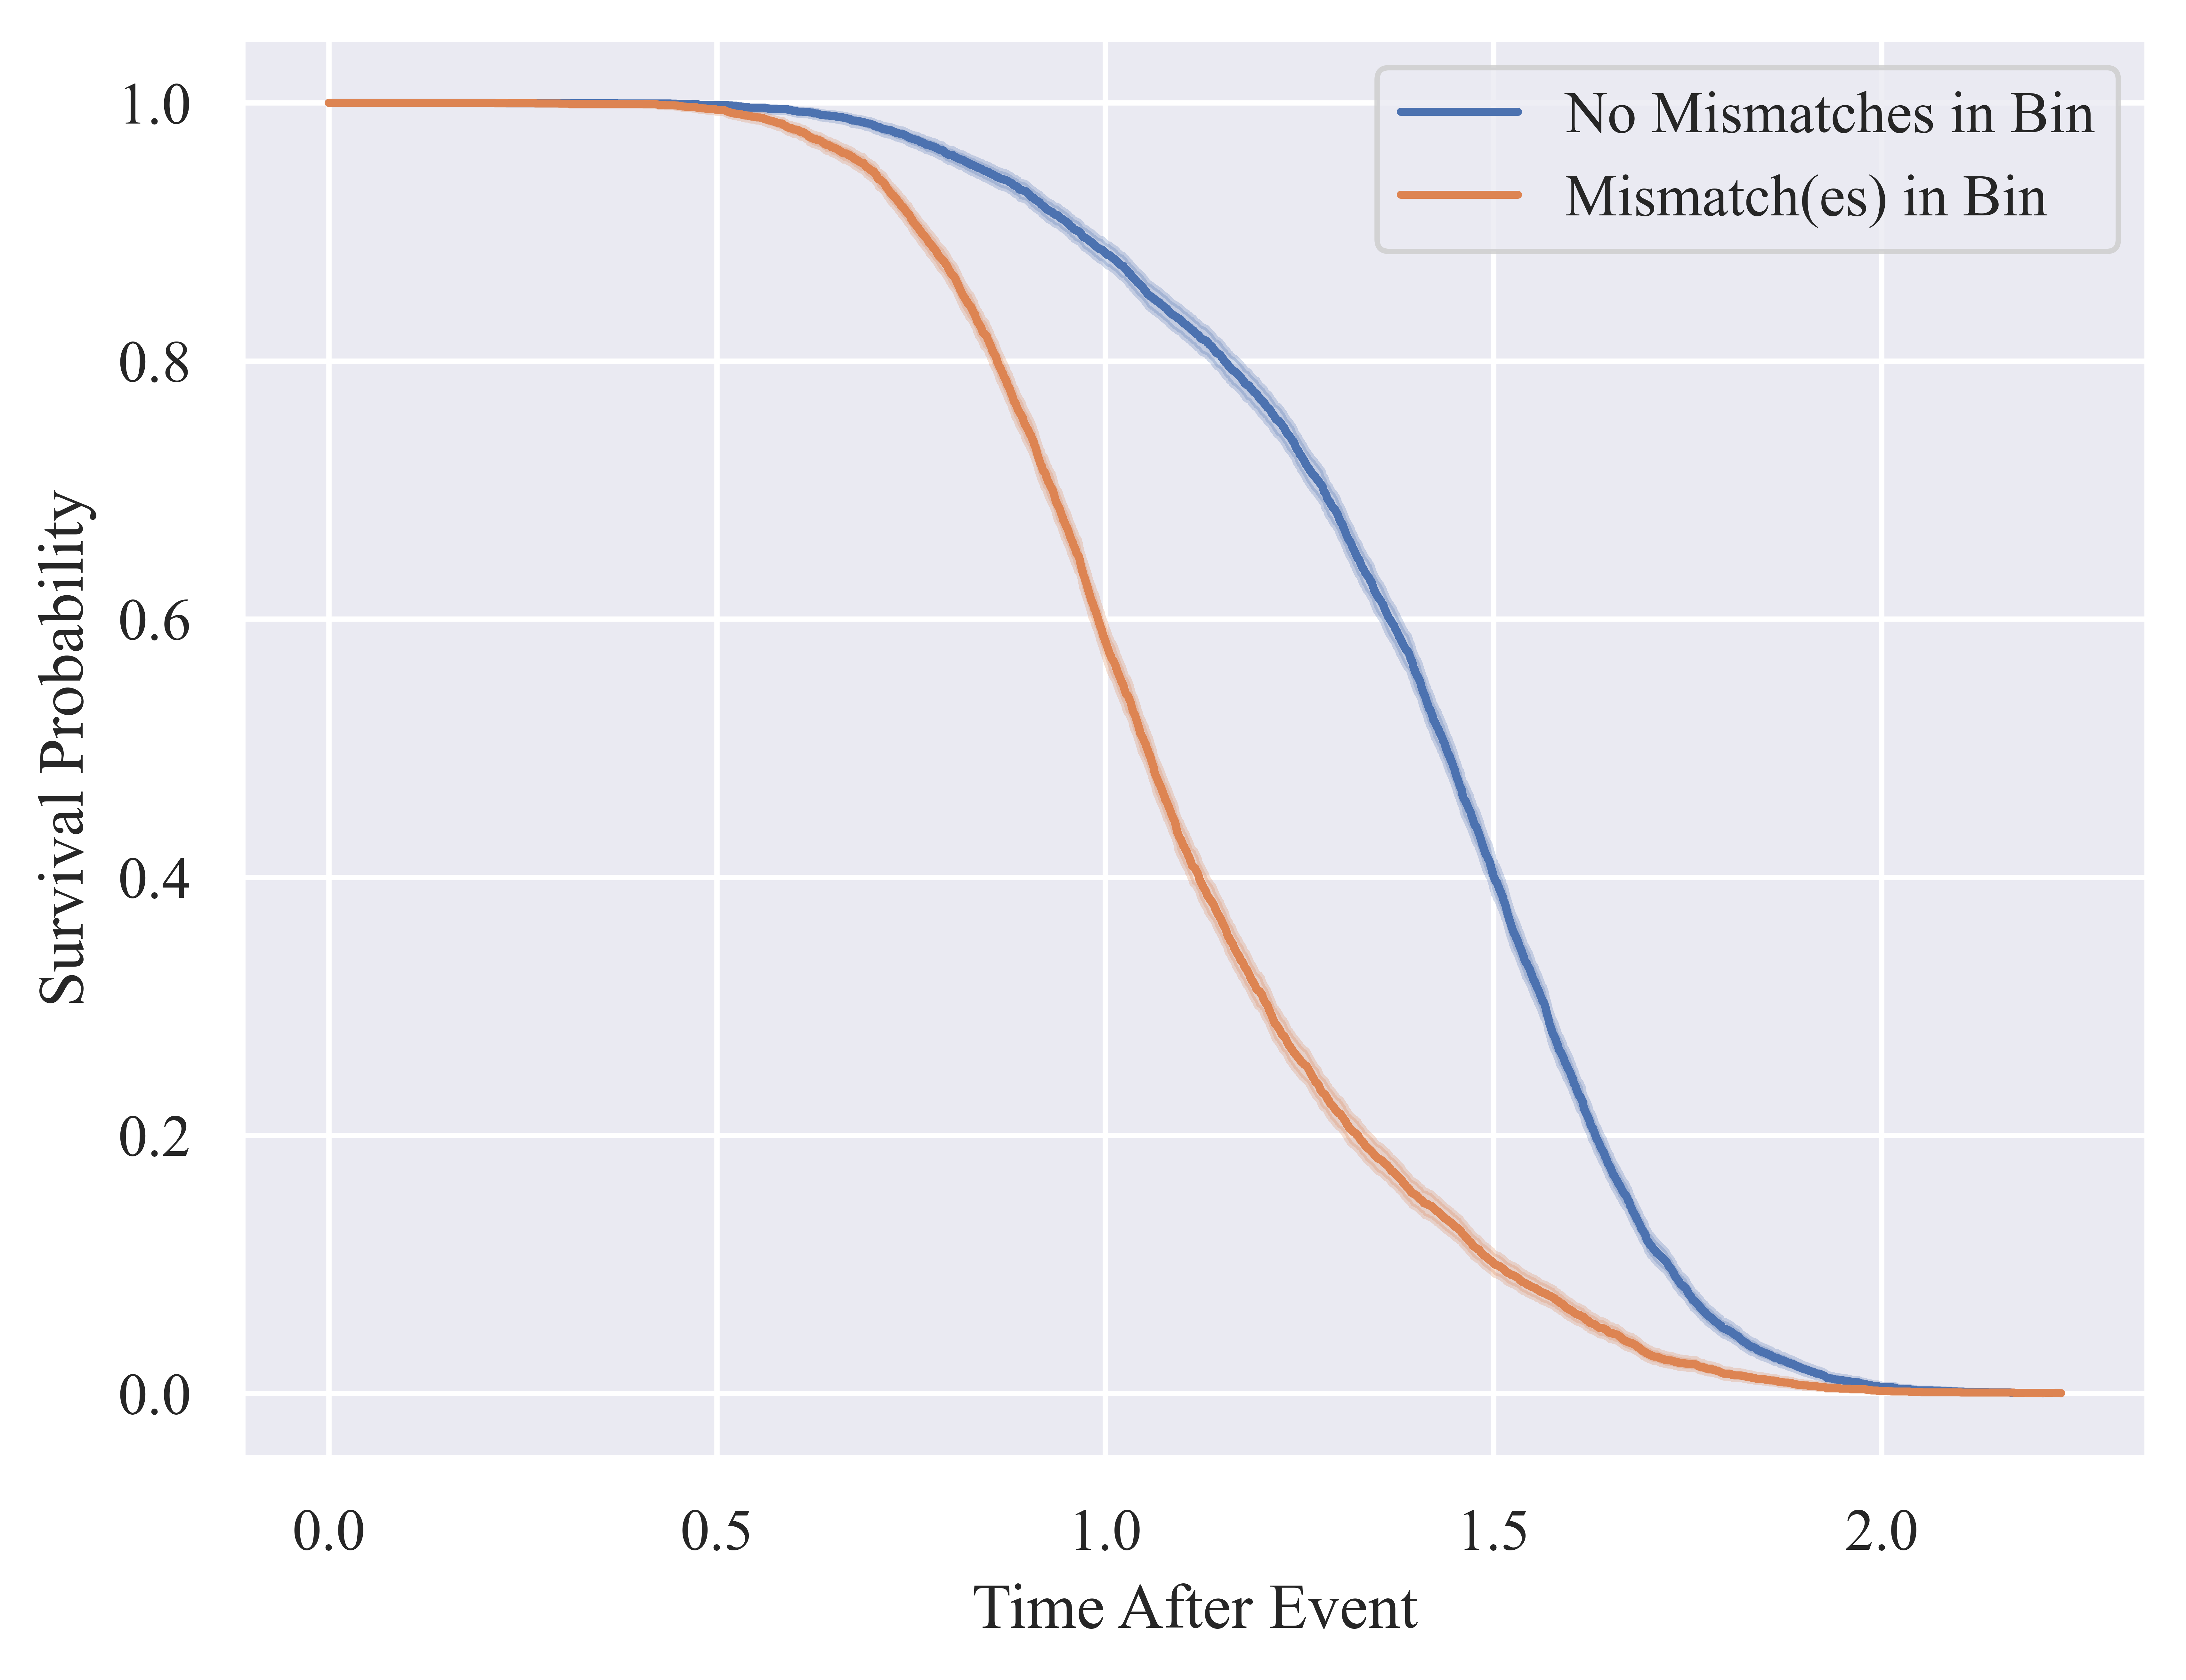 No Mismatches in Bin
Mismatch(es) in Bin
1.0
0.8
0.6
0.4
0.2
0.0
Survival Probability
0.0 0.5 1.0 1.5 2.0
Time After Event